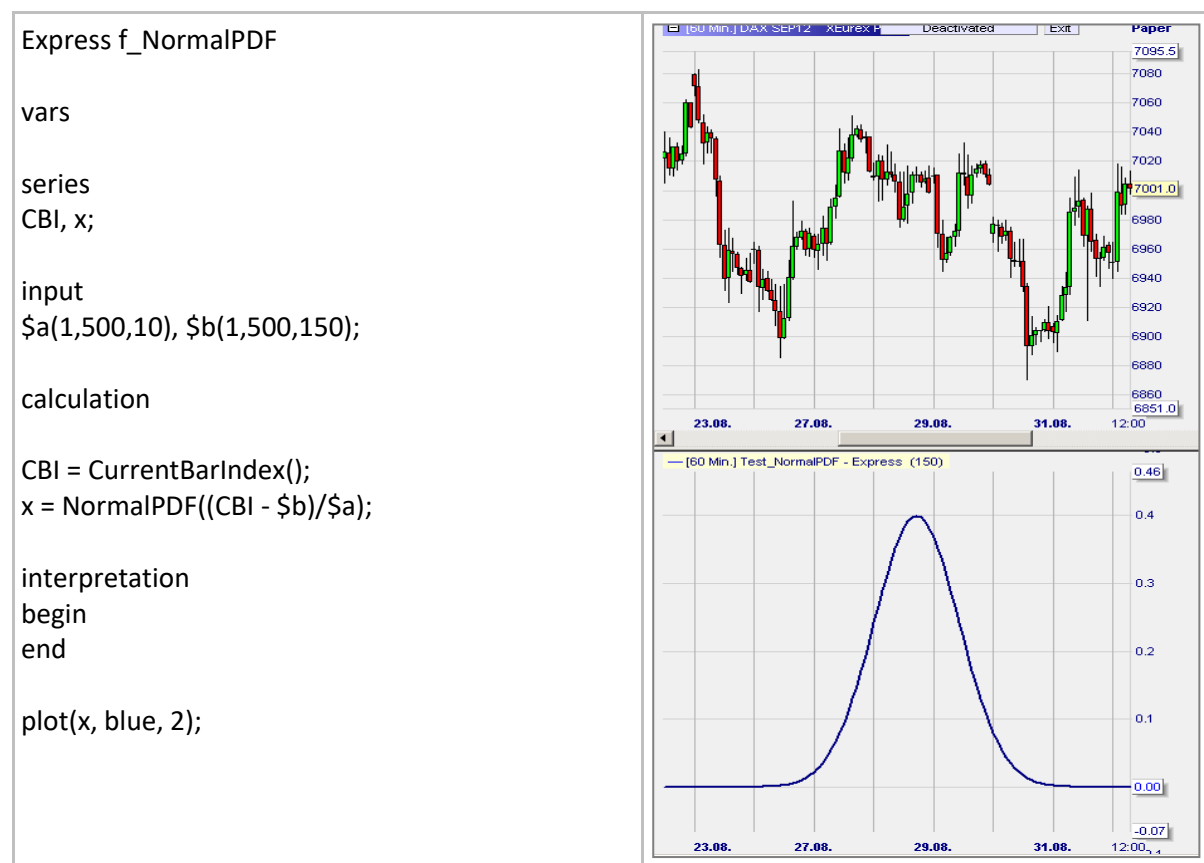 Express f_NormalPDF
vars
series
CBI, x;
input
$a(1,500,10), $b(1,500,150);
calculation
CBI = CurrentBarIndex();
x = NormalPDF((CBI - $b)/$a);
interpretation
begin
end
plot(x, blue, 2);
[60 Min.] DAX SEP12 XEurex
Deactivated
Exit
Paper
7095.5
7080
7060
7040
7020
7001.0
6980
6960
6940
6920
6900
6880
6860
6851.0
23.08. 27.08. 29.08. 31.08. 12:00
[60 Min.] Test_NormalPDF - Express (150)
0.46
0.4
0.3
0.2
0.1
0.00
-0.07
23.08. 27.08. 29.08. 31.08. 12:00